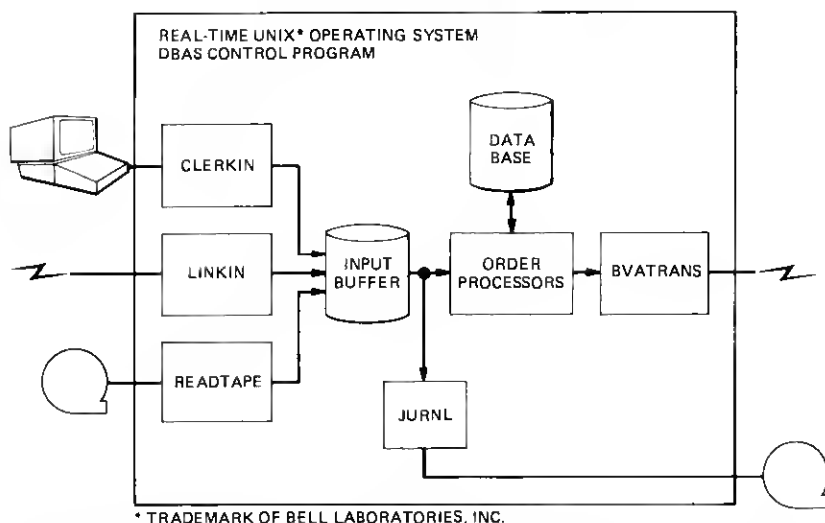 REAL-TIME UNIX* OPERATING SYSTEM
DBAS CONTROL PROGRAM
CLERKIN
LINKIN
READTAPE
INPUT
BUFFER
DATA
BASE
ORDER
PROCESSORS
BVATRANS
JURNL
* TRADEMARK OF BELL LABORATORIES, INC.